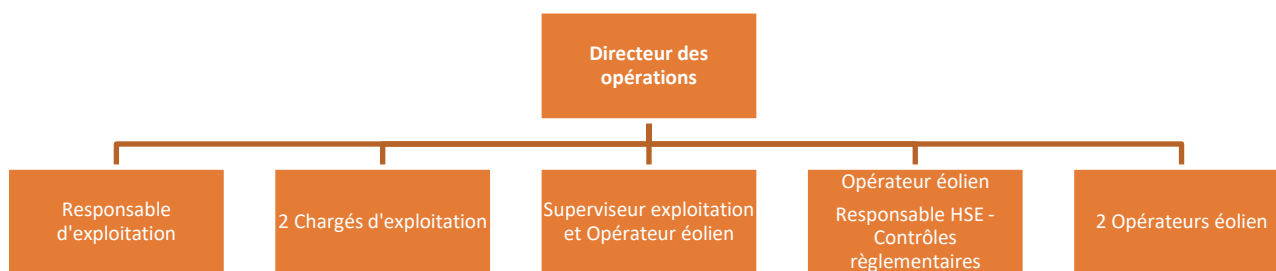 Directeur des
opérations
Responsable
d'exploitation
2 Chargés d'exploitation
Superviseur exploitation
et Opérateur éolien
Opérateur éolien
Responsable HSE -
Contrôles
règlementaires
2 Opérateurs éolien